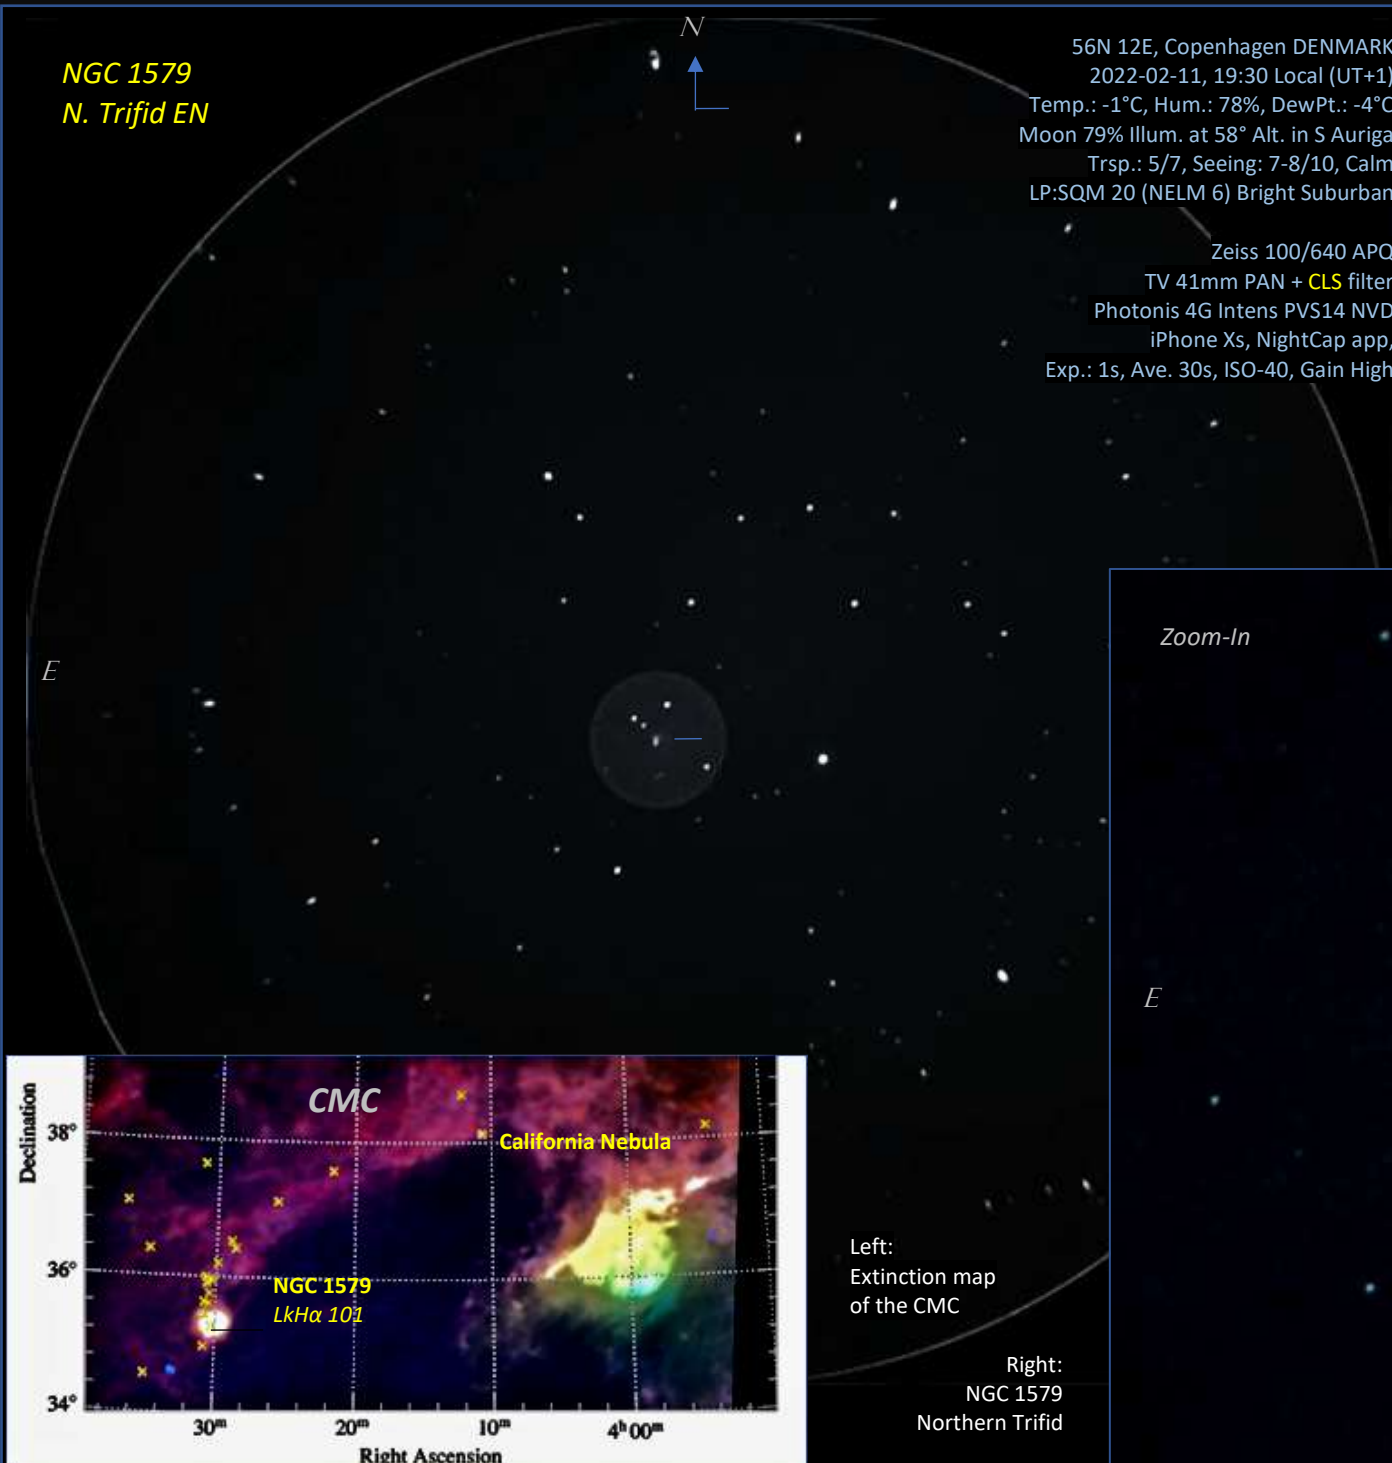 NGC 1579
N. Trifid EN
N
56N 12E, Copenhagen DENMARK
2022-02-11, 19:30 Local (UT+1)
Temp.: -1°C, Hum.: 78%, DewPt.: -4°C
Moon 79% Illum. at 58° Alt. in S Auriga
Trsp.: 5/7, Seeing: 7-8/10, Calm
LP:SQM 20 (NELM 6) Bright Suburban
Zeiss 100/640 APQ
TV 41mm PAN + CLS filter
Photonis 4G Intens PVS14 NVD
iPhone Xs, NightCap app,
Exp.: 1s, Ave. 30s, ISO-40, Gain High
E
Zoom-In
E
CMC
California Nebula
NGC 1579
LkHα 101
Declination
38°
36°
34°
30ᵐ
20ᵐ
10ᵐ
4ʰ 00ᵐ
Right Ascension
Left:
Extinction map
of the CMC
Right:
NGC 1579
Northern Trifid